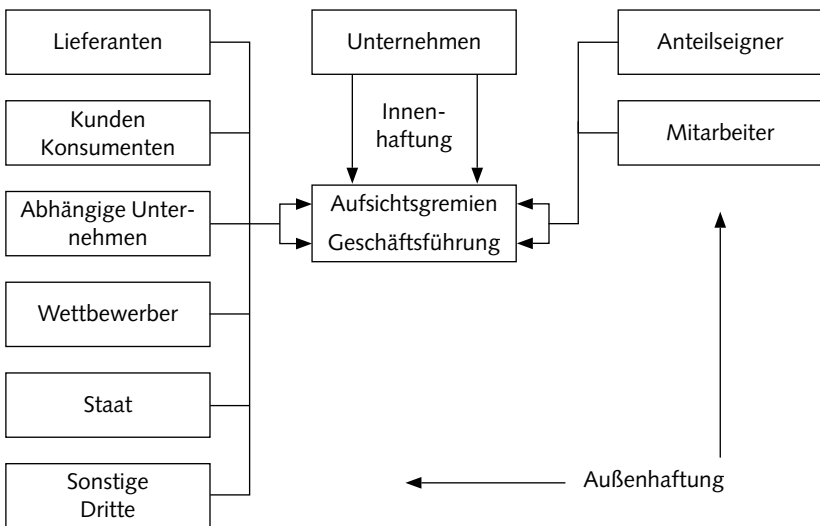 Lieferanten
Unternehmen
Anteilseigner
Innen-
haftung
Kunden
Konsumenten
Mitarbeiter
Abhängige Unter-
nehmen
Aufsichtsgremien
Geschäftsführung
Wettbewerber
Staat
Sonstige
Dritte
Außenhaftung